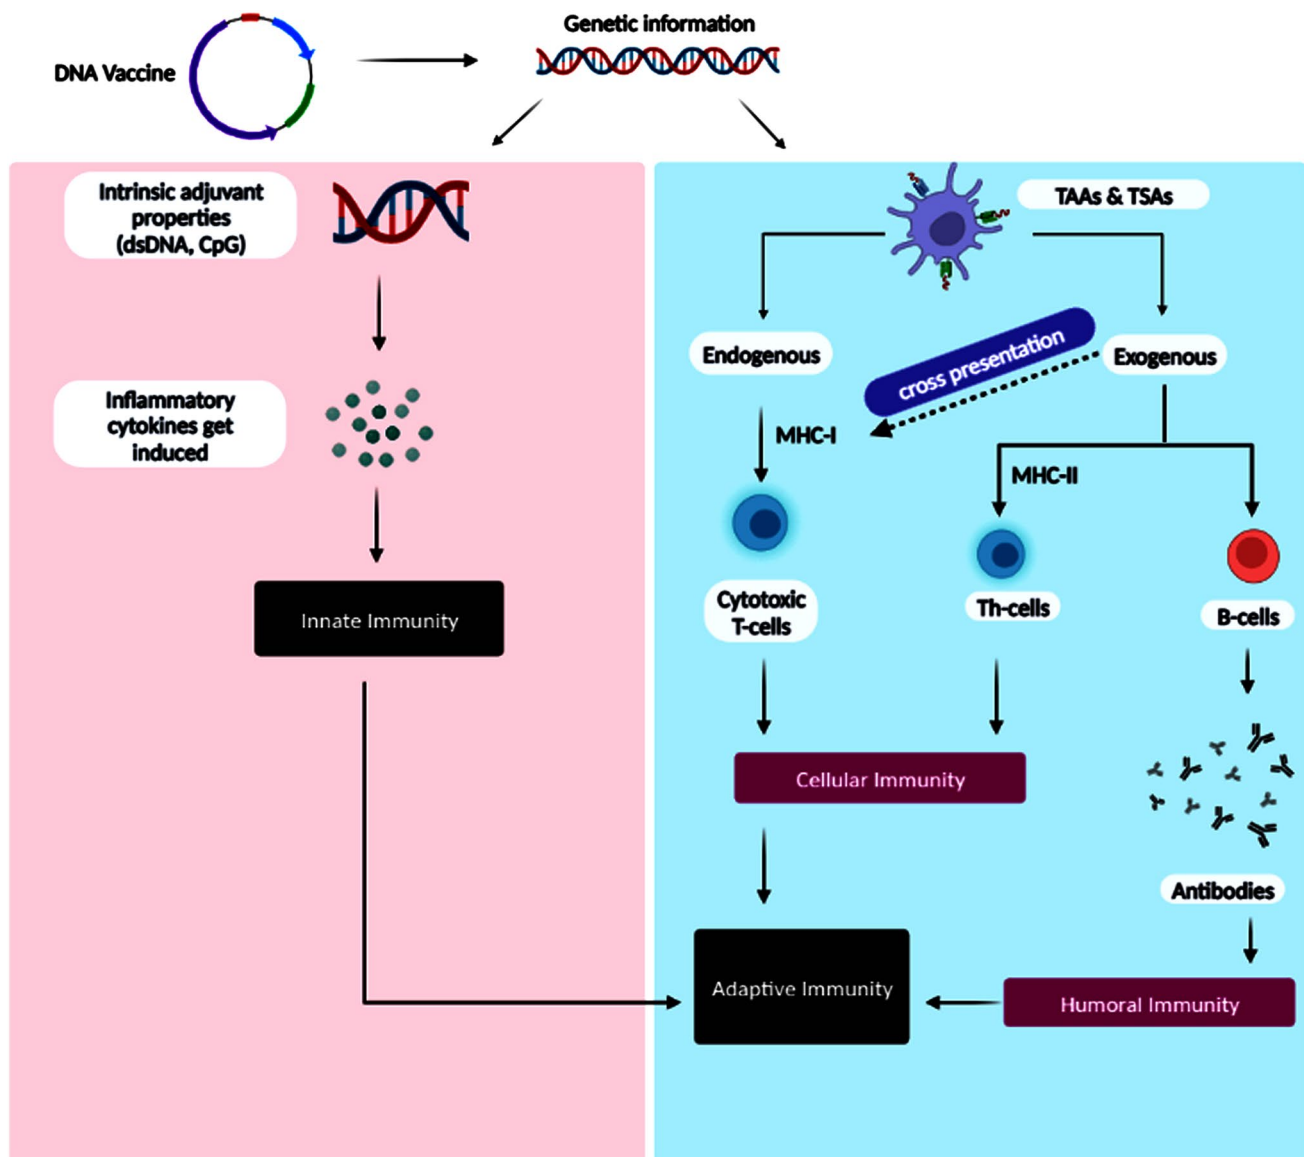 Genetic information
DNA Vaccine
Intrinsic adjuvant
properties
(dsDNA, CpG)
Inflammatory
cytokines get
induced
Innate Immunity
TAAs & TSAs
Endogenous
cross presentation
Exogenous
MHC-I
MHC-II
Cytotoxic
T-cells
Th-cells
B-cells
Cellular Immunity
Antibodies
Adaptive Immunity
Humoral Immunity